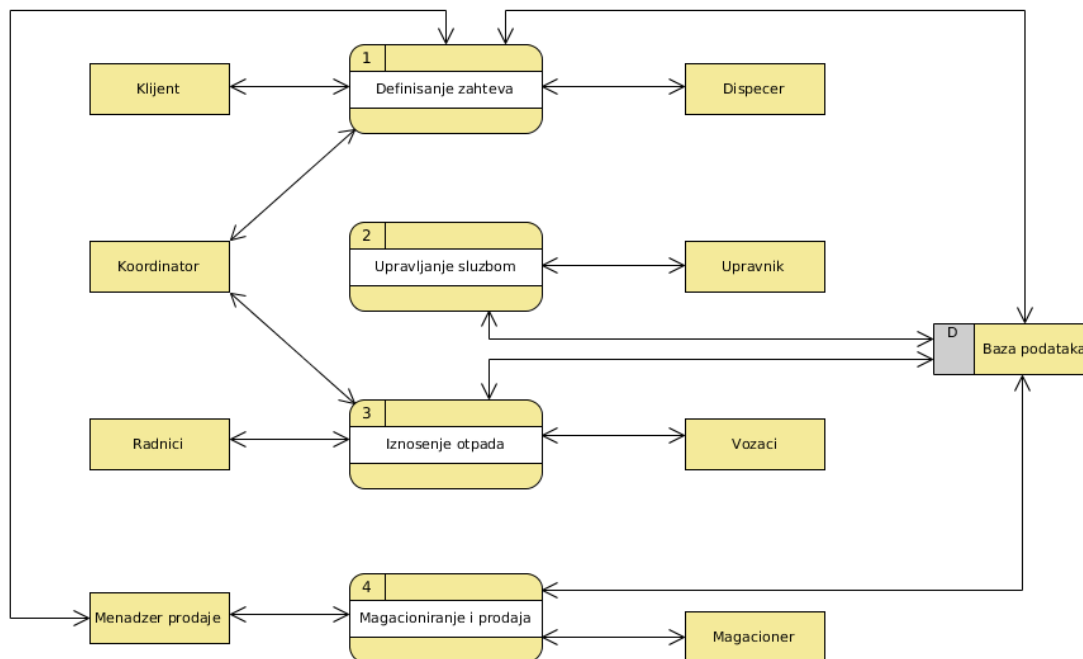 1
Klijent
Definisanje zahteva
Dispecer
2
Koordinator
Upravljanje sluzbom
Upravnik
D
Baza podataka
3
Radnici
Iznosenje otpada
Vozaci
4
Menadzer prodaje
Magacioniranje i prodaja
Magacioner